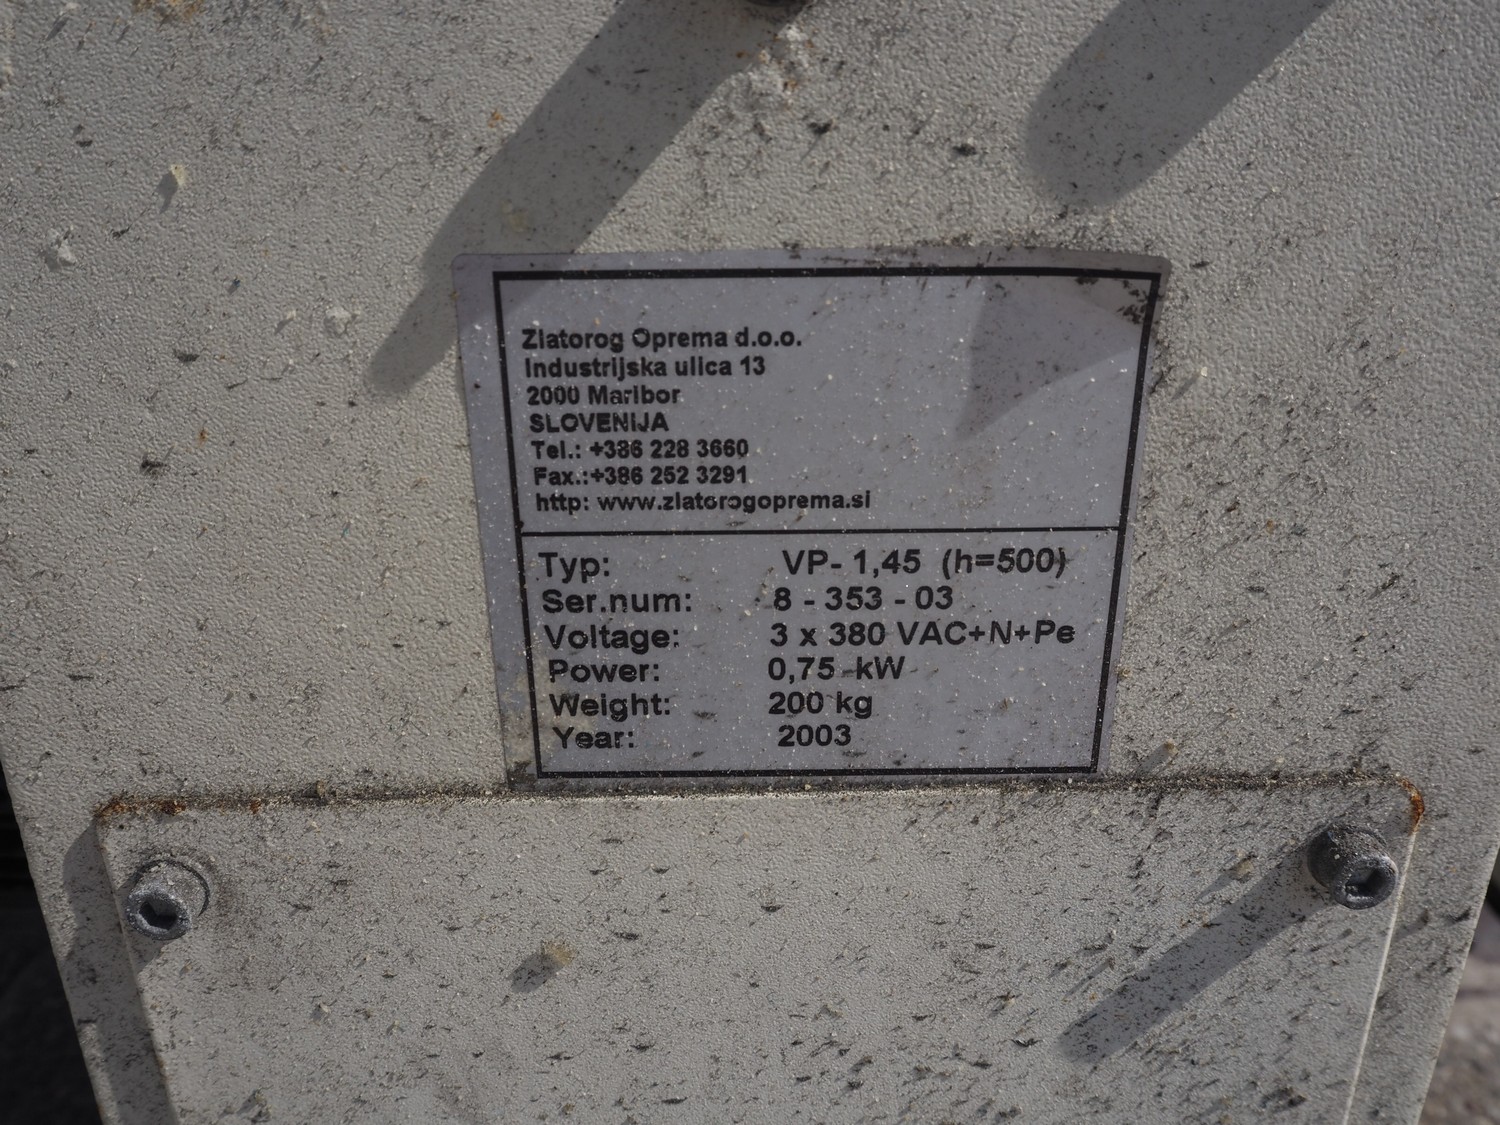 Zlatorog Oprema d.o.o.
Industrijska ulica 13
2000 Maribor
SLOVENIJA
Tel.: +386 228 3660
Fax.:+386 252 3291
http: www.zlatorogoprema.si
Typ: VP- 1,45 (h=500)
Ser.num: 8 - 353 - 03
Voltage: 3 x 380 VAC+N+Pe
Power: 0,75 kW
Weight: 200 kg
Year: 2003